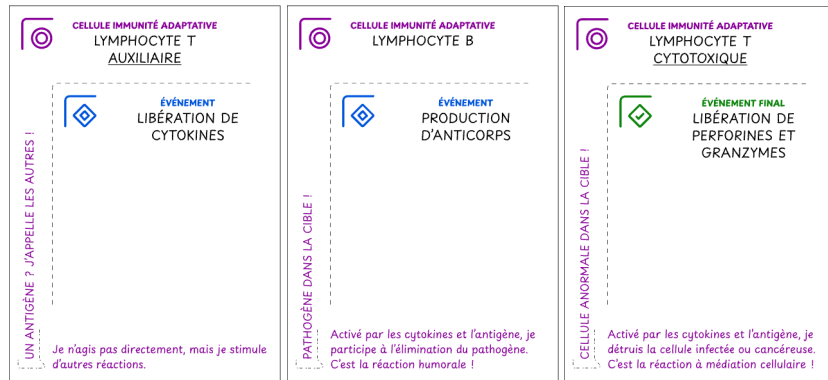 CELLULE IMMUNITÉ ADAPTATIVE
LYMPHOCYTE T
AUXILIAIRE
ÉVÉNEMENT
LIBÉRATION DE
CYTOKINES
UN ANTIGÈNE ? J'APPELLE LES AUTRES !
Je n'agis pas directement, mais je stimule
d'autres réactions.
CELLULE IMMUNITÉ ADAPTATIVE
LYMPHOCYTE B
ÉVÉNEMENT
PRODUCTION
D'ANTICORPS
PATHOGÈNE DANS LA CIBLE !
Activé par les cytokines et l'antigène, je
participe à l'élimination du pathogène.
C'est la réaction humorale !
CELLULE IMMUNITÉ ADAPTATIVE
LYMPHOCYTE T
CYTOTOXIQUE
ÉVÉNEMENT FINAL
LIBÉRATION DE
PERFORINES ET
GRANZYMES
CELLULE ANORMALE DANS LA CIBLE !
Activé par les cytokines et l'antigène, je
détruis la cellule infectée ou cancéreuse.
C'est la réaction à médiation cellulaire !